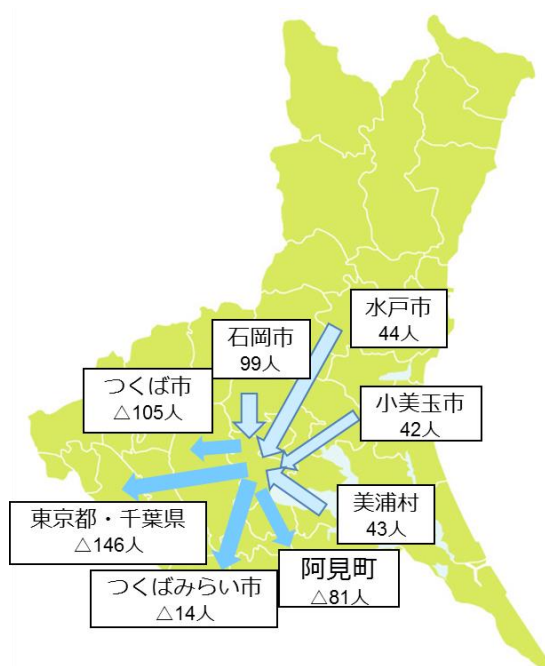 水戸市
44人
石岡市
99人
つくば市
△105人
小美玉市
42人
東京都・千葉県
△146人
美浦村
43人
つくばみらい市
△14人
阿見町
△81人